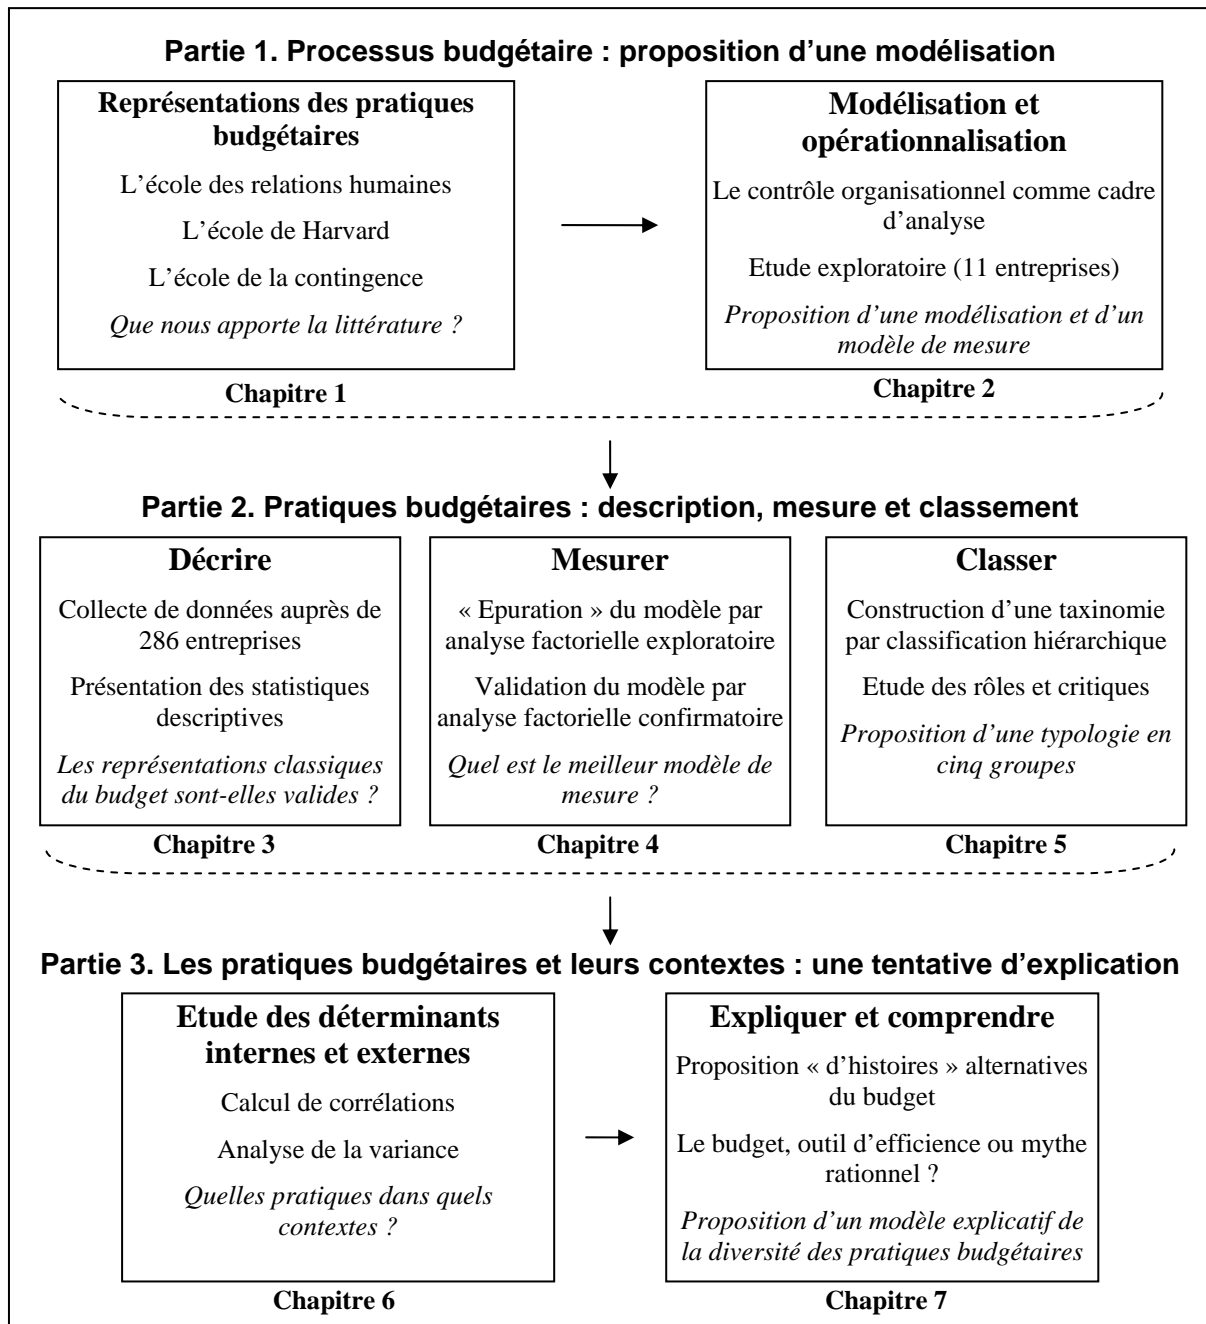 Partie 1. Processus budgétaire : proposition d’une modélisation
Représentations des pratiques
budgétaires
L’école des relations humaines
L’école de Harvard
L’école de la contingence
Que nous apporte la littérature ?
Chapitre 1
Modélisation et
opérationnalisation
Le contrôle organisationnel comme cadre
d’analyse
Etude exploratoire (11 entreprises)
Proposition d’une modélisation et d’un
modèle de mesure
Chapitre 2
Partie 2. Pratiques budgétaires : description, mesure et classement
Décrire
Collecte de données auprès de
286 entreprises
Présentation des statistiques
descriptives
Les représentations classiques
du budget sont-elles valides ?
Chapitre 3
Mesurer
« Epuration » du modèle par
analyse factorielle exploratoire
Validation du modèle par
analyse factorielle confirmatoire
Quel est le meilleur modèle de
mesure ?
Chapitre 4
Classer
Construction d’une taxinomie
par classification hiérarchique
Etude des rôles et critiques
Proposition d’une typologie en
cinq groupes
Chapitre 5
Partie 3. Les pratiques budgétaires et leurs contextes : une tentative d’explication
Etude des déterminants
internes et externes
Calcul de corrélations
Analyse de la variance
Quelles pratiques dans quels
contextes ?
Chapitre 6
Expliquer et comprendre
Proposition « d’histoires » alternatives
du budget
Le budget, outil d’efficience ou mythe
rationnel ?
Proposition d’un modèle explicatif de
la diversité des pratiques budgétaires
Chapitre 7